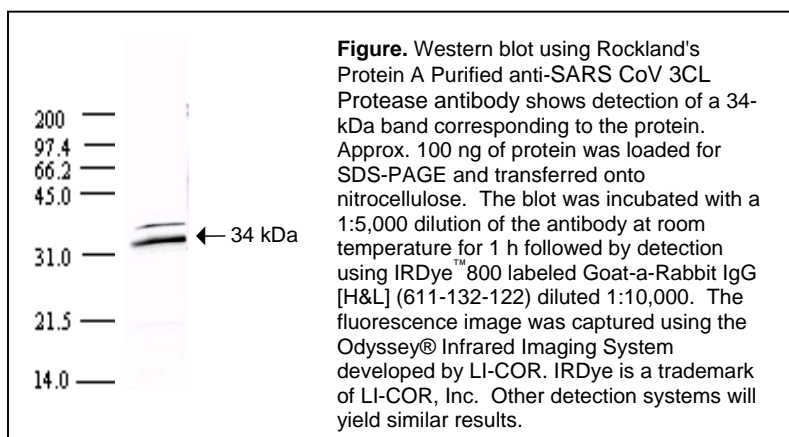 200
97.4
66.2
45.0
31.0
21.5
14.0
34 kDa
Figure. Western blot using Rockland's
Protein A Purified anti-SARS CoV 3CL
Protease antibody shows detection of a 34-
kDa band corresponding to the protein.
Approx. 100 ng of protein was loaded for
SDS-PAGE and transferred onto
nitrocellulose.  The blot was incubated with a
1:5,000 dilution of the antibody at room
temperature for 1 h followed by detection
using IRDye™800 labeled Goat-a-Rabbit IgG
[H&L] (611-132-122) diluted 1:10,000.  The
fluorescence image was captured using the
Odyssey® Infrared Imaging System
developed by LI-COR. IRDye is a trademark
of LI-COR, Inc.  Other detection systems will
yield similar results.